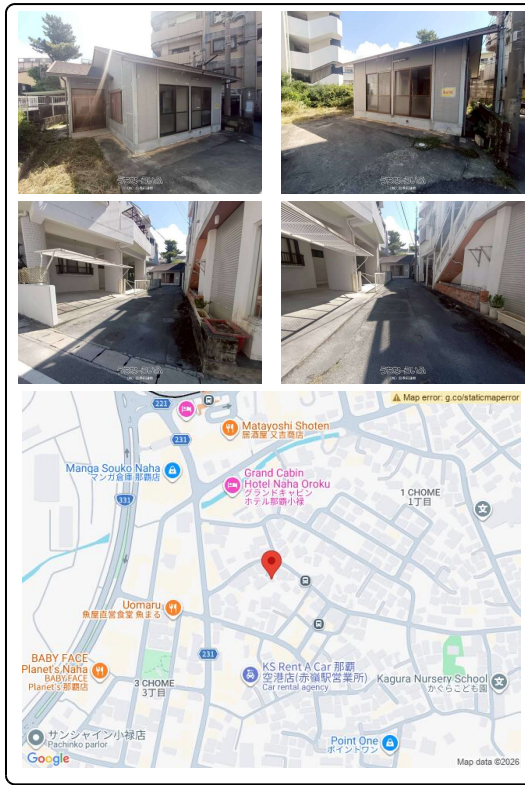 Map error: g.co/staticmaperror
221
Matayoshi Shoten
居酒屋 又吉商店
231
Manga Souko Naha
マンガ倉庫 那覇店
Grand Cabin
Hotel Naha Oroku
グランドキャビン
ホテル那覇小禄
331
1 CHOME
1丁目
Uomaru
魚屋直営食堂 魚まる
231
BABY FACE
Planet's Naha
BABY FACE
Planet's 那覇店
3 CHOME
3丁目
KS Rent A Car 那覇
空港店(赤嶺駅営業所)
Car rental agency
Kagura Nursery School
かぐらこども園
サンシャイン小禄店
Pachinko parlor
Point One
ポイントワン
Google
Map data ©2026